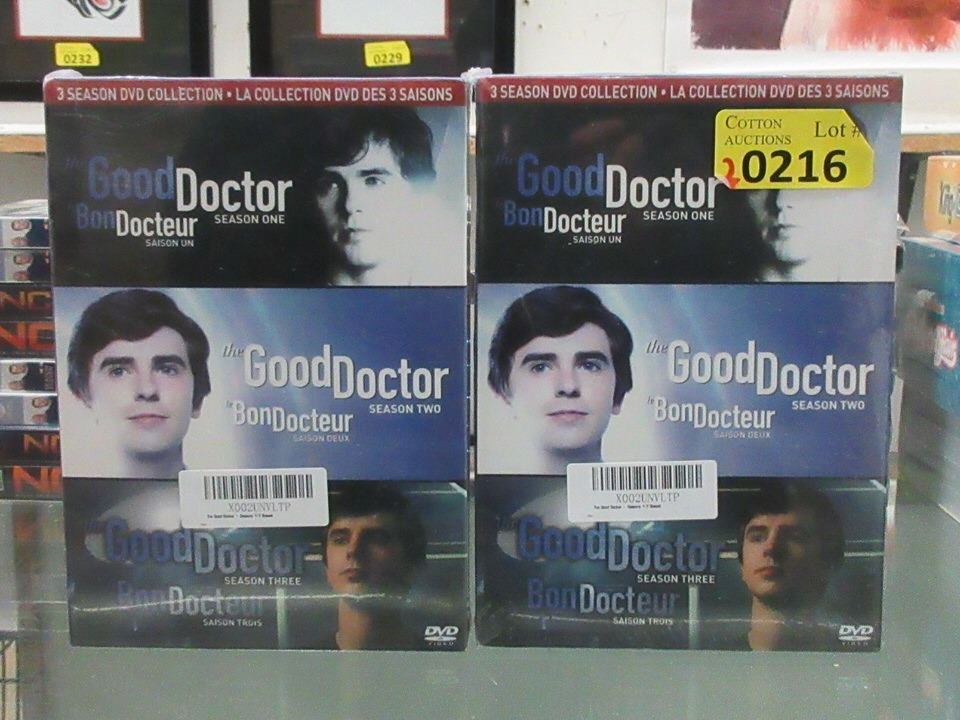 0232
0229
3 SEASON DVD COLLECTION • LA COLLECTION DVD DES 3 SAISONS
the
Good Doctor
SEASON ONE
Bon Docteur
SAISON UN
the Good Doctor
SEASON TWO
le Bon Docteur
SAISON DEUX
X002UNVLTP
Good Doctor
SEASON THREE
Bon Docteur
SAISON TROIS
DVD
VIDEO
3 SEASON DVD COLLECTION • LA COLLECTION DVD DES 3 SAISONS
COTTON
AUCTIONS
Lot #
20216
the
Good Doctor
SEASON ONE
Bon Docteur
SAISON UN
the Good Doctor
SEASON TWO
le Bon Docteur
SAISON DEUX
X002UNVLTP
Good Doctor
SEASON THREE
Bon Docteur
SAISON TROIS
DVD
VIDEO